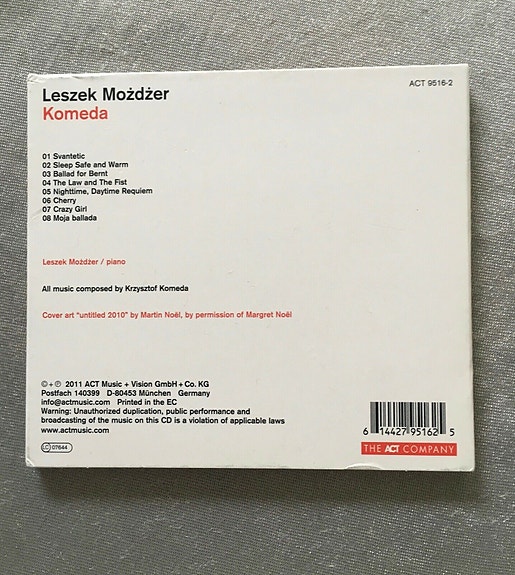 Leszek Możdżer
ACT 9516-2
Komeda
01 Svantetic
02 Sleep Safe and Warm
03 Ballad for Bernt
04 The Law and The Fist
05 Nighttime, Daytime Requiem
06 Cherry
07 Crazy Girl
08 Moja ballada
Leszek Możdżer / piano
All music composed by Krzysztof Komeda
Cover art "untitled 2010" by Martin Noël, by permission of Margret Noël
© + ℗ 2011 ACT Music + Vision GmbH + Co. KG
Postfach 140399 D-80453 München Germany
info@actmusic.com Printed in the EC
Warning: Unauthorized duplication, public performance and
broadcasting of the music on this CD is a violation of applicable laws
www.actmusic.com
LC 07644
6 14427 95162 5
THE ACT COMPANY